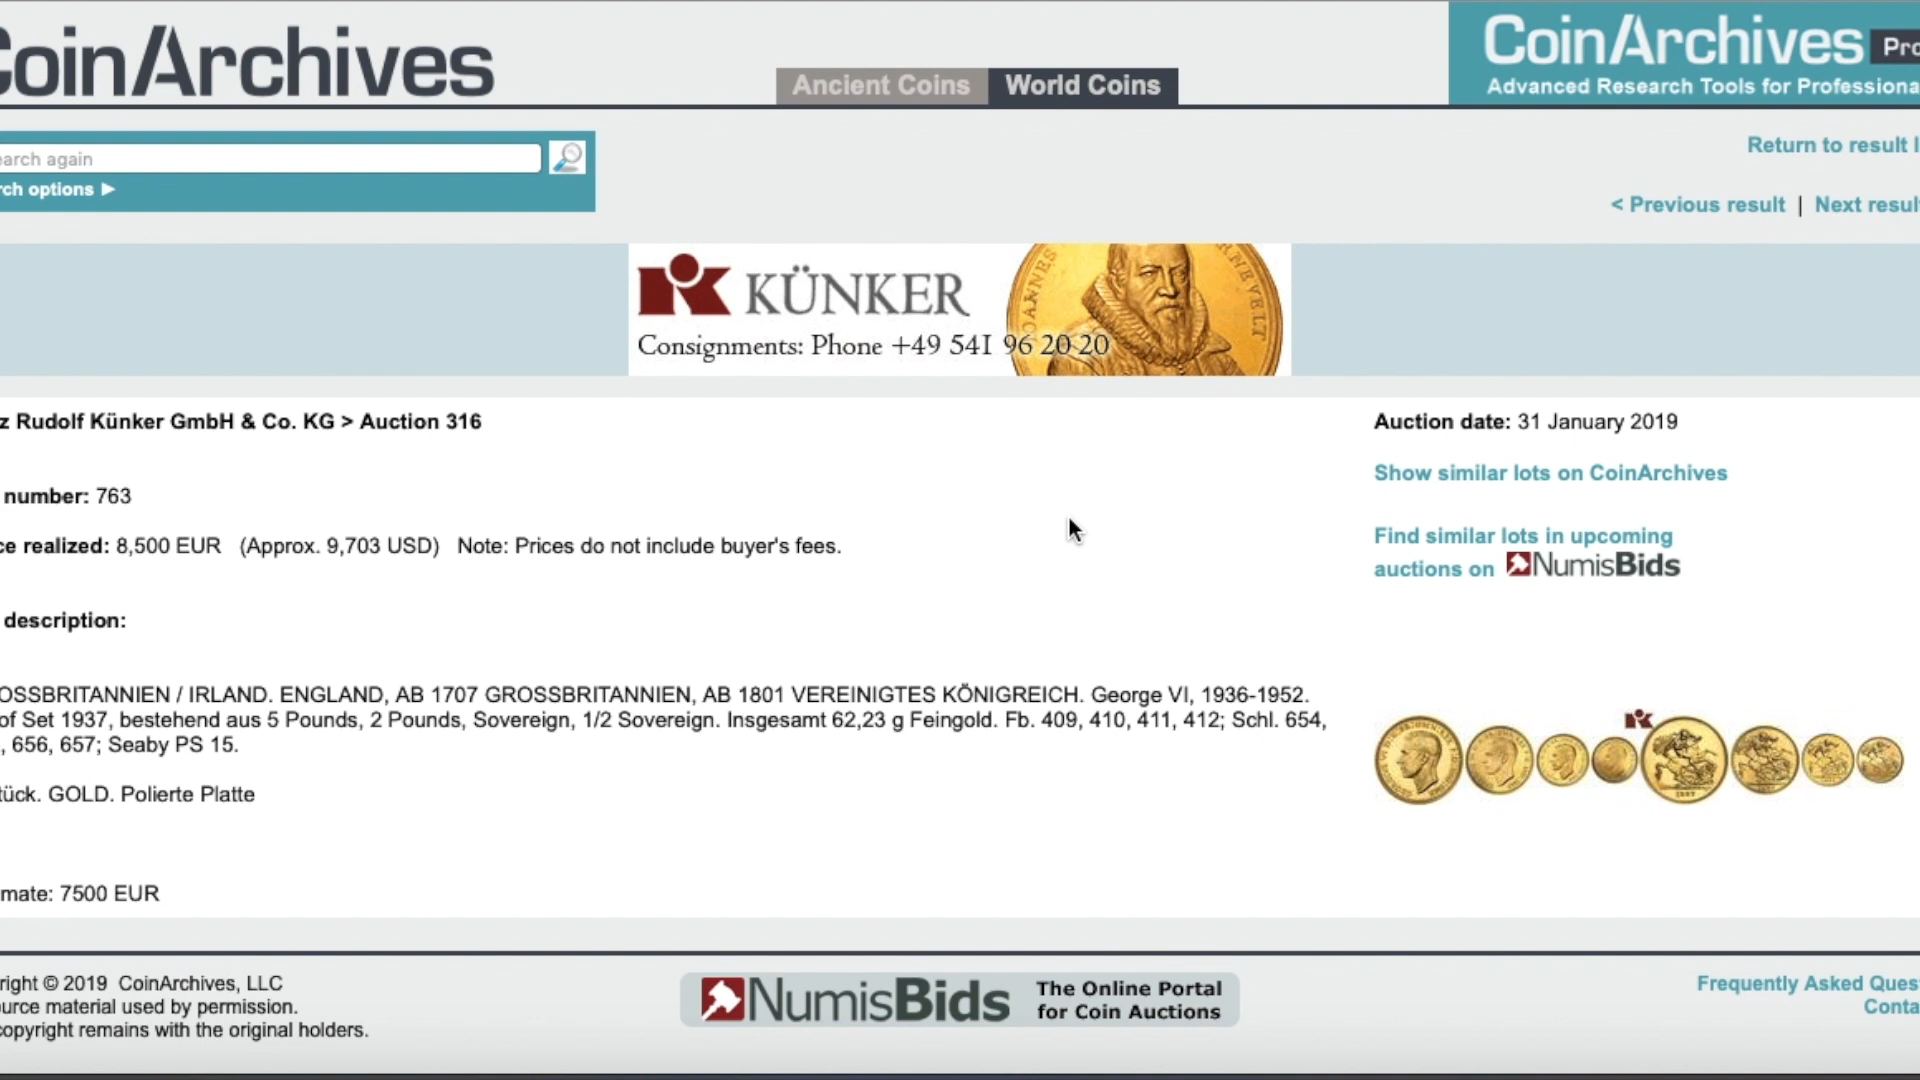 CoinArchives
Ancient Coins World Coins
CoinArchives Pro
Advanced Research Tools for Professiona
earch again
rch options ►
Return to result l
< Previous result | Next resul
KÜNKER
Consignments: Phone +49 541 96 20 20
z Rudolf Künker GmbH & Co. KG > Auction 316
Auction date: 31 January 2019
number: 763
Show similar lots on CoinArchives
ce realized: 8,500 EUR (Approx. 9,703 USD) Note: Prices do not include buyer's fees.
Find similar lots in upcoming
auctions on NumisBids
description:
OSSBRITANNIEN / IRLAND. ENGLAND, AB 1707 GROSSBRITANNIEN, AB 1801 VEREINIGTES KÖNIGREICH. George VI, 1936-1952.
of Set 1937, bestehend aus 5 Pounds, 2 Pounds, Sovereign, 1/2 Sovereign. Insgesamt 62,23 g Feingold. Fb. 409, 410, 411, 412; Schl. 654,
, 656, 657; Seaby PS 15.
tück. GOLD. Polierte Platte
mate: 7500 EUR
right © 2019 CoinArchives, LLC
urce material used by permission.
copyright remains with the original holders.
NumisBids
The Online Portal
for Coin Auctions
Frequently Asked Ques
Conta